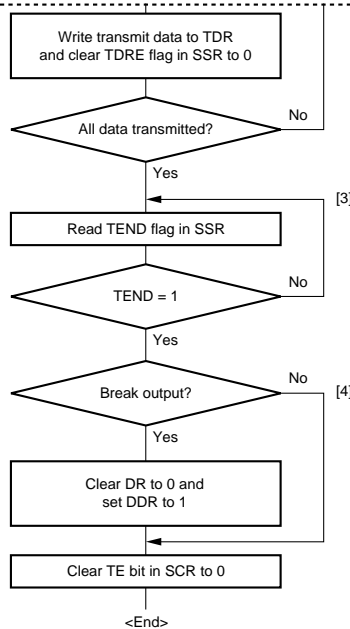 Write transmit data to TDR
and clear TDRE flag in SSR to 0
No
All data transmitted?
Yes
[3]
Read TEND flag in SSR
No
TEND = 1
Yes
No
[4]
Break output?
Yes
Clear DR to 0 and
set DDR to 1
Clear TE bit in SCR to 0
<End>